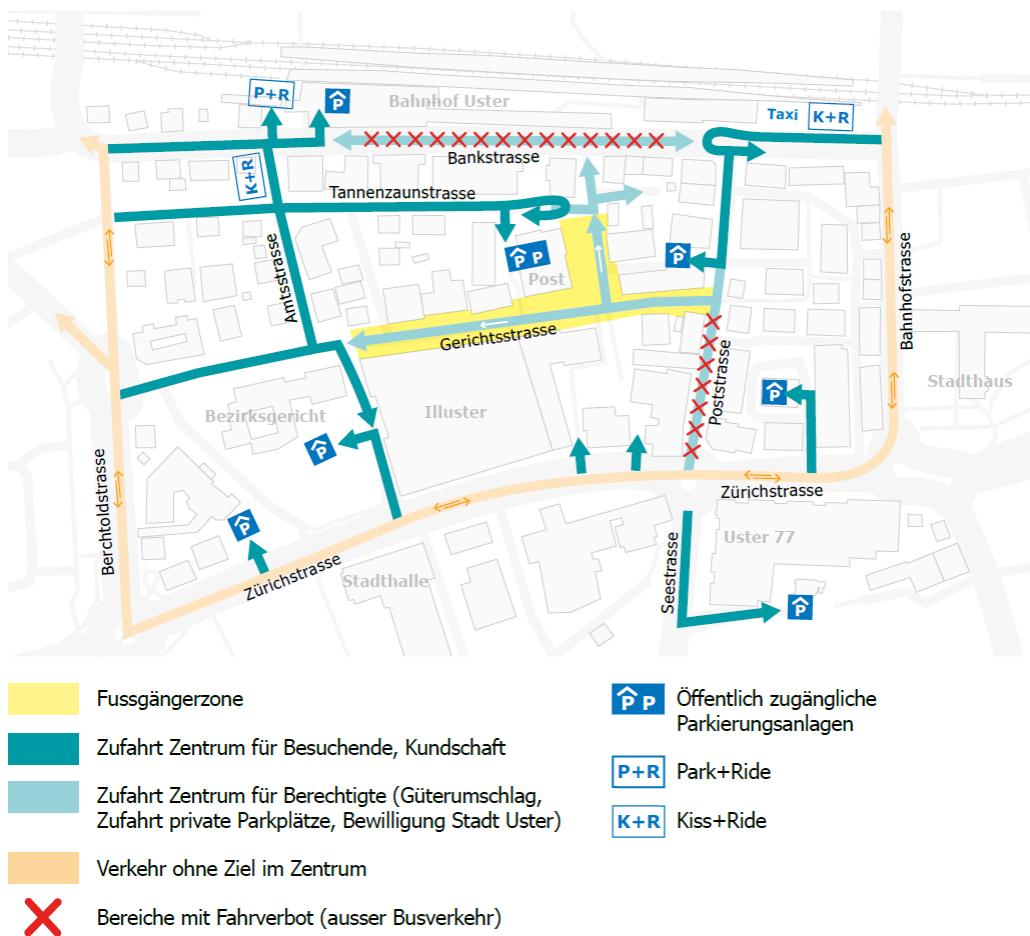 P+R
P
Bahnhof Uster
Taxi
K+R
Bankstrasse
K+R
Tannenzaunstrasse
Amtsstrasse
P P
Post
P
Bahnhofstrasse
Gerichtsstrasse
Poststrasse
Stadthaus
P
Bezirksgericht
Illuster
P
Berchtoldstrasse
Zürichstrasse
P
Uster 77
Zürichstrasse
Stadthalle
Seestrasse
P
Fussgängerzone
Zufahrt Zentrum für Besuchende, Kundschaft
Zufahrt Zentrum für Berechtigte (Güterumschlag,
Zufahrt private Parkplätze, Bewilligung Stadt Uster)
Verkehr ohne Ziel im Zentrum
Bereiche mit Fahrverbot (ausser Busverkehr)
P P
Öffentlich zugängliche
Parkierungsanlagen
P+R
Park+Ride
K+R
Kiss+Ride